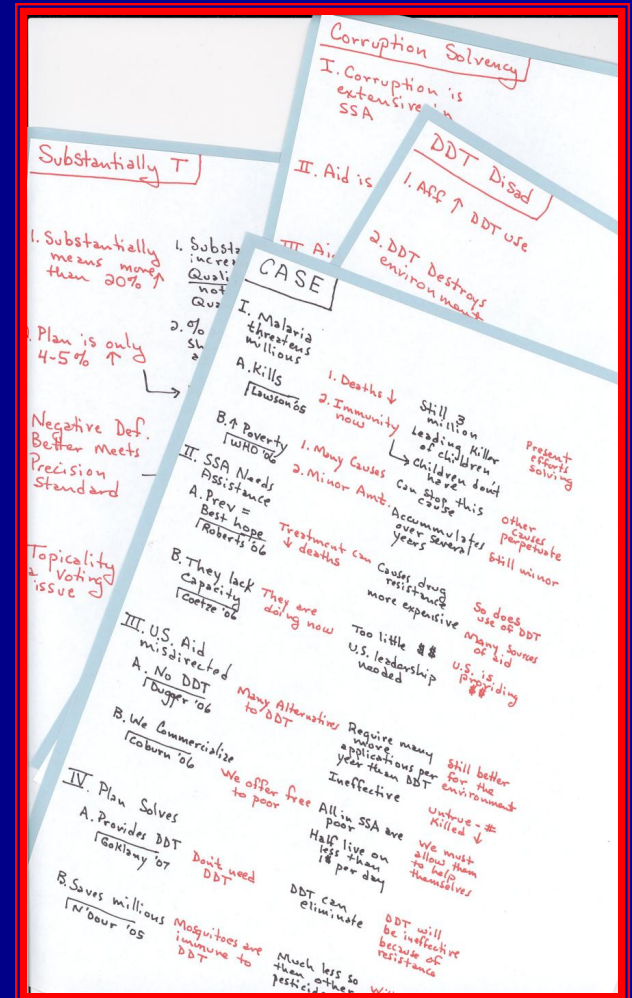 Corruption Solvency
I. Corruption is
extensive in
SSA
II. Aid is
III Aid
DDT Disad
1. Aff ↑ DDT use
2. DDT Destroys
environment
Substantially T
1. Substantially
means more
than 20% ↑
Plan is only
4-5% ↑
Negative Def.
Better Meets
Precision
Standard
Topicality
a Voting
issue
1. Substa
increa
Quali
not
Qua
2. %
sh
a
CASE
I. Malaria
threatens
millions
A. Kills
Lawson '05
1. Deaths ↓
2. Immunity
now
Still 3
million
Leading Killer
of children
Children don't
have
Present
efforts
solving
B. ↑ Poverty
WHO '06
1. Many Causes
2. Minor Amt.
Can stop this
cause
Accummulates
over several
years
Other
causes
perpetuate
Still minor
II. SSA Needs
Assistance
A. Prev =
Best hope
Roberts '06
Treatment can
↓ deaths
Causes drug
resistance
more expensive
So does
use of DDT
B. They lack
Capacity
Coetze '06
They are
doing now
Too little $$
U.S. leadership
needed
Many Sources
of aid
U.S. is
providing
$$
III. U.S. Aid
misdirected
A. No DDT
Dugger '06
Many Alternatives
to DDT
Require many
more
applications per
year than DDT
Ineffective
Still better
for the
environment
Untrue - #
Killed ↓
B. We Commercialize
Coburn '06
We offer free
to poor
All in SSA are
poor
Half live on
less than
1$ per day
We must
allow them
to help
themselves
IV. Plan Solves
A. Provides DDT
Goklany '07
Don't need
DDT
DDT can
eliminate
DDT will
be ineffective
because of
resistance
B. Saves millions
N'Dour '05
Mosquitoes are
immune to
DDT
Much less so
than other
pesticid